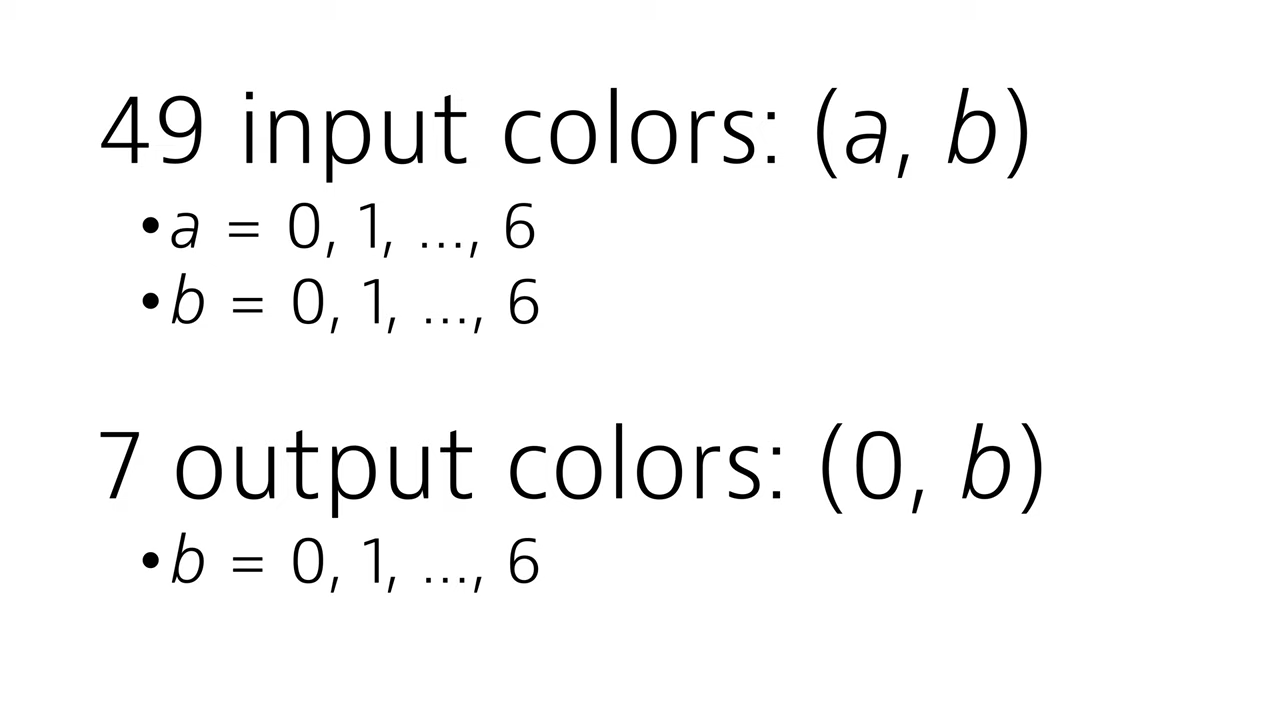 49 input colors: (a, b)
•a = 0, 1, ..., 6
•b = 0, 1, ..., 6
7 output colors: (0, b)
•b = 0, 1, ..., 6